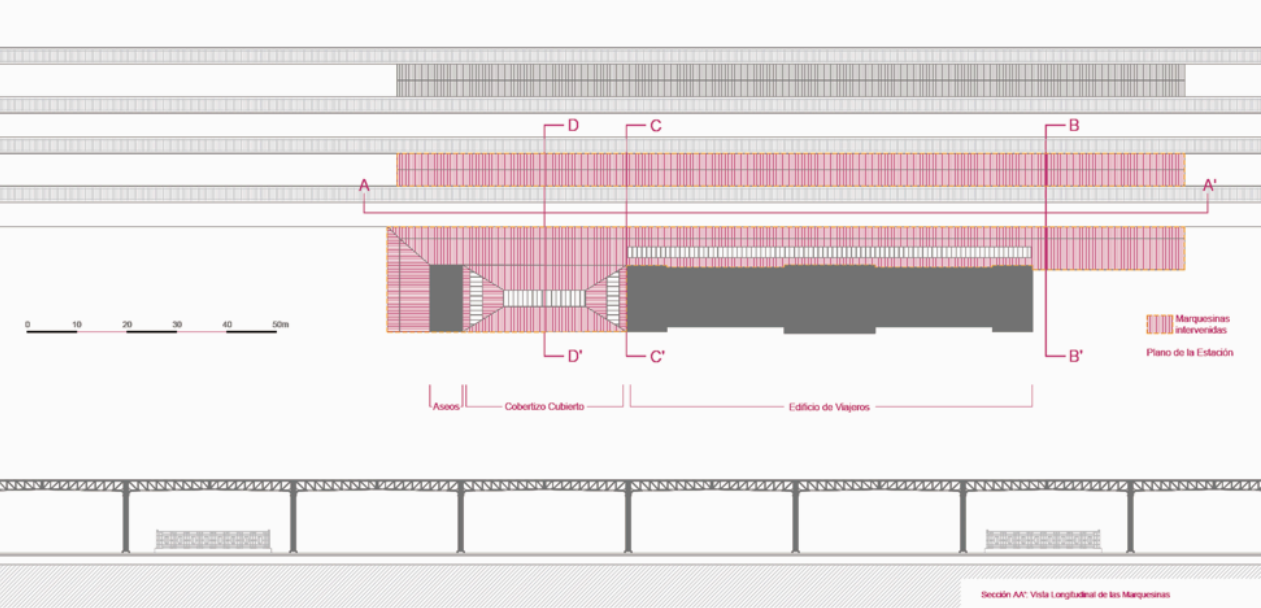 D
C
B
A
A'
0 10 20 30 40 50m
Marquesinas
intervenidas
D'
C'
B'
Plano de la Estación
Aseos
Cobertizo Cubierto
Edificio de Viajeros
Sección AA': Vista Longitudinal de las Marquesinas